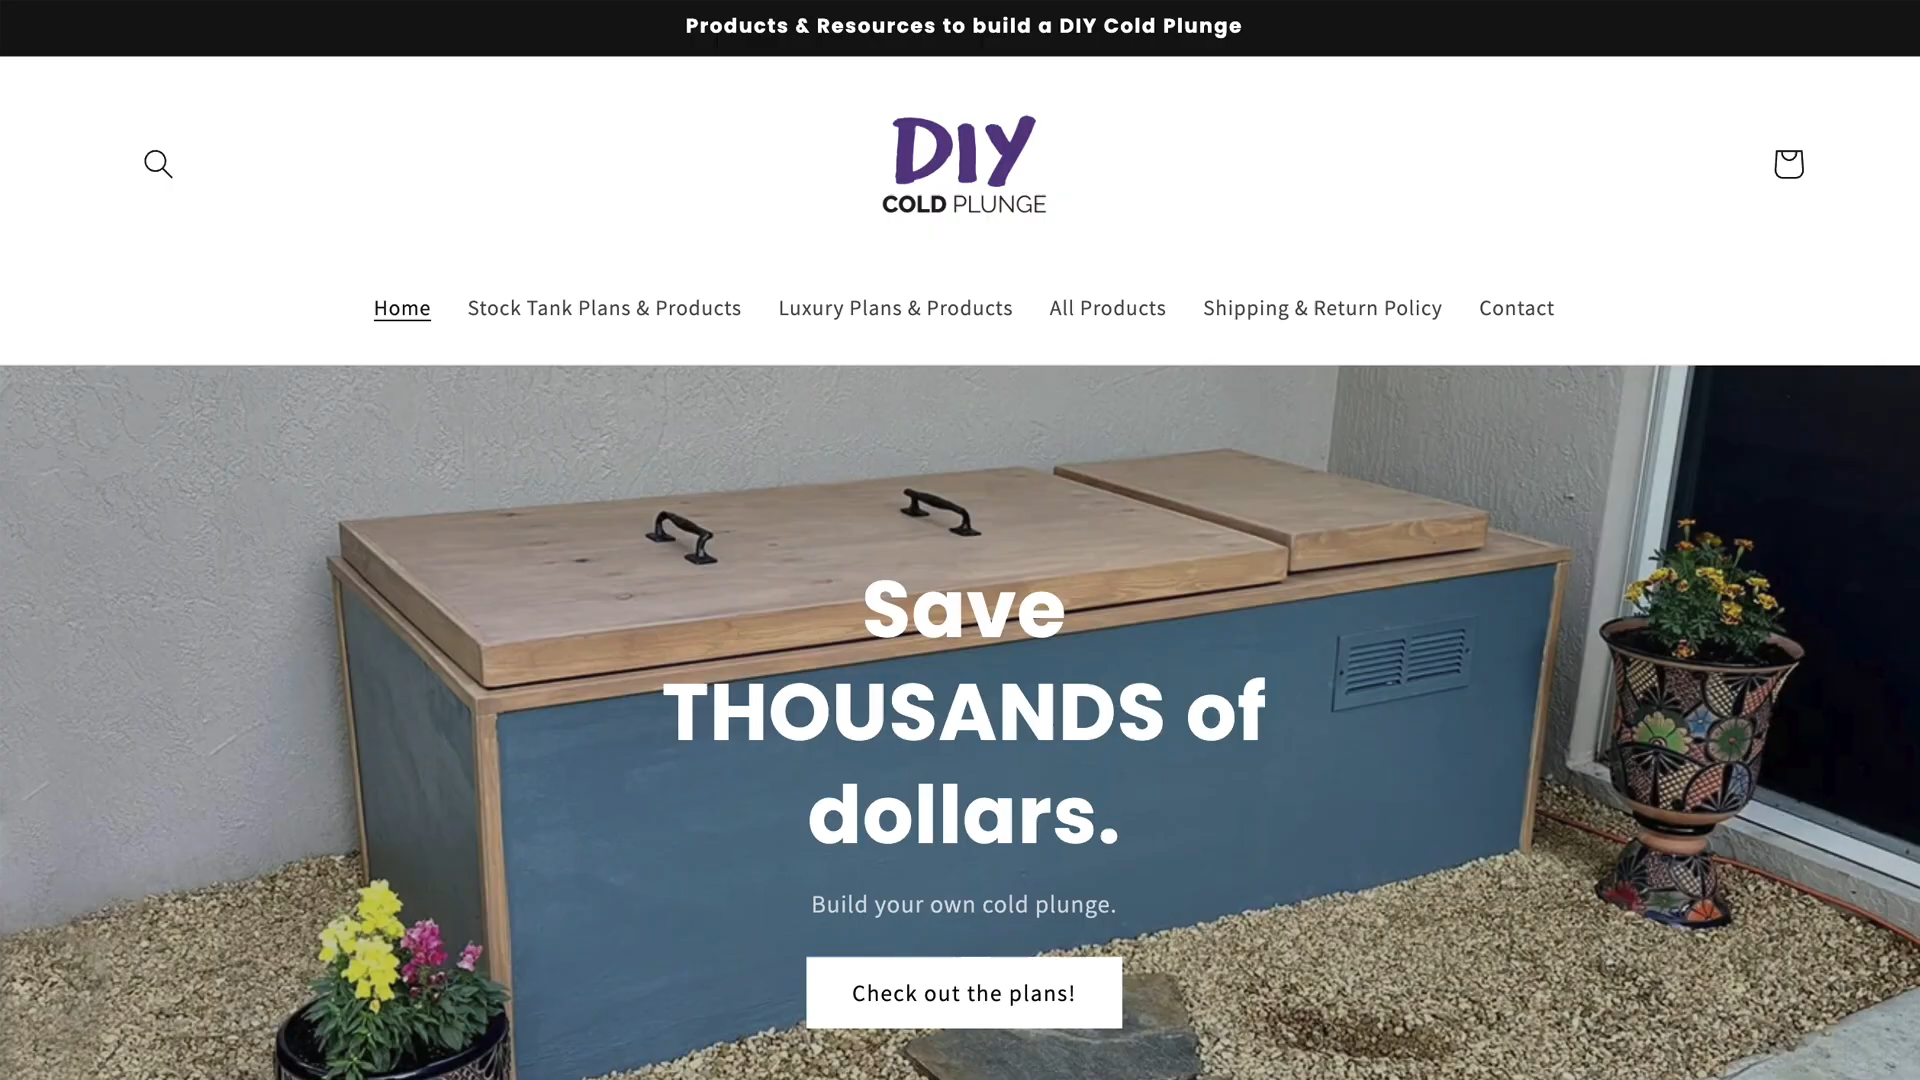 Products & Resources to build a DIY Cold Plunge
DIY
COLD PLUNGE
Home Stock Tank Plans & Products Luxury Plans & Products All Products Shipping & Return Policy Contact
Save
THOUSANDS of
dollars.
Build your own cold plunge.
Check out the plans!